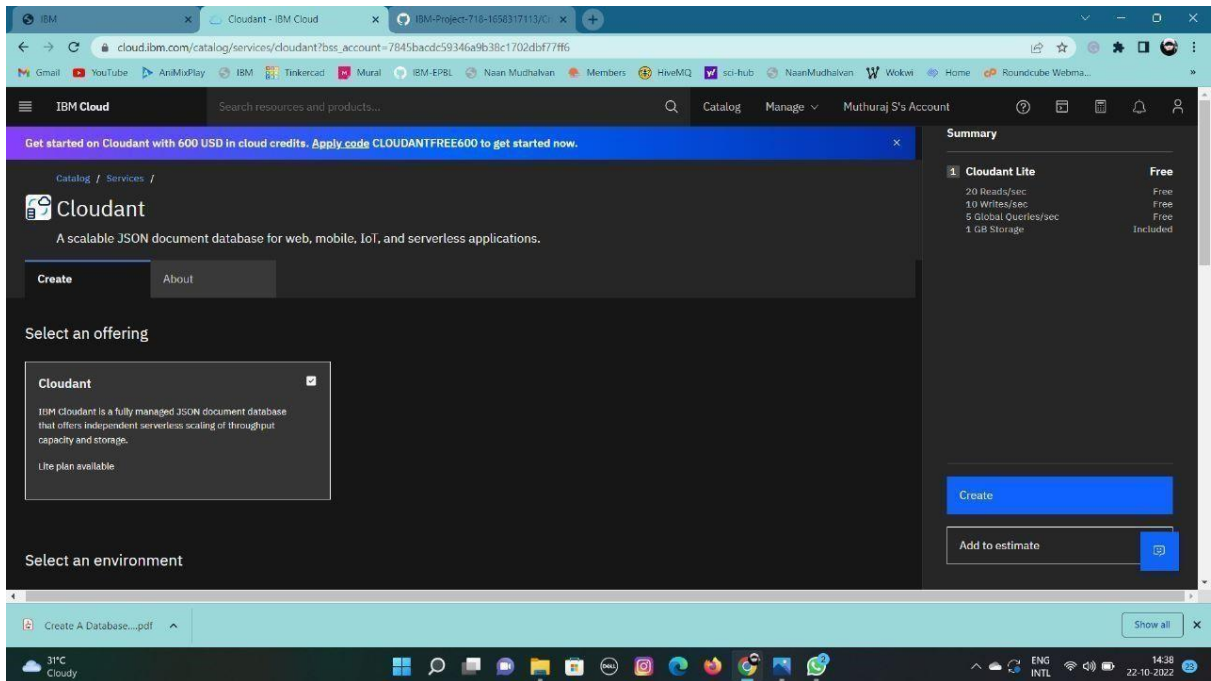 IBM
Cloudant - IBM Cloud
IBM-Project-718-1658317113/Cr
cloud.ibm.com/catalog/services/cloudant?bss_account=7845bacdc59346a9b38c1702dbf77ff6
Gmail YouTube AniMixPlay IBM Tinkercad Mural IBM-EPBL Naan Mudhalvan Members HiveMQ sci-hub NaanMudhalvan Wokwi Home Roundcube Webma...
IBM Cloud
Search resources and products...
Catalog Manage Muthuraj S's Account
Get started on Cloudant with 600 USD in cloud credits. Apply code CLOUDANTFREE600 to get started now.
Catalog / Services /
Cloudant
A scalable JSON document database for web, mobile, IoT, and serverless applications.
Create About
Select an offering
Cloudant
IBM Cloudant is a fully managed JSON document database
that offers independent serverless scaling of throughput
capacity and storage.
Lite plan available
Select an environment
Summary
1 Cloudant Lite Free
20 Reads/sec Free
10 Writes/sec Free
5 Global Queries/sec Free
1 GB Storage Included
Create
Add to estimate
Create A Database....pdf
Show all
31°C
Cloudy
DELL
ENG
INTL
14:38
22-10-2022
23